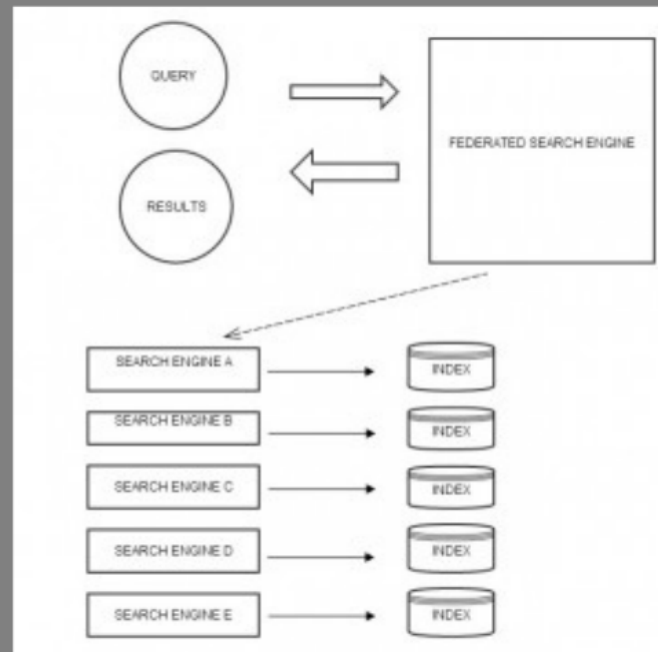 QUERY
FEDERATED SEARCH ENGINE
RESULTS
SEARCH ENGINE A
INDEX
SEARCH ENGINE B
INDEX
SEARCH ENGINE C
INDEX
SEARCH ENGINE D
INDEX
SEARCH ENGINE E
INDEX